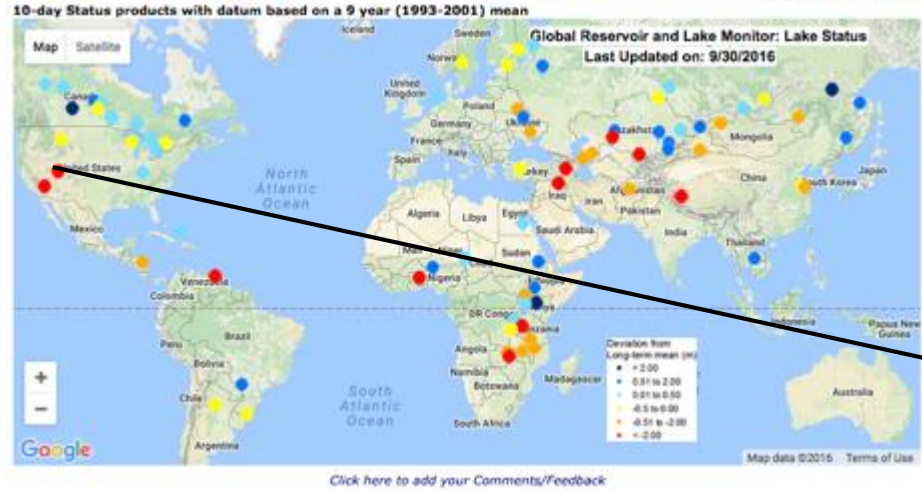 10-day Status products with datum based on a 9 year (1993-2001) mean
Map Satellite
Global Reservoir and Lake Monitor: Lake Status
Last Updated on: 9/30/2016
Iceland
Sweden
Norway
United
Kingdom
Poland
Germany
Ukraine
France
Italy
Spain
Turkey
Kazakhstan
Mongolia
Canada
United States
North
Atlantic
Ocean
China
South Korea
Japan
Iraq
Iran
Afghanistan
Pakistan
Algeria
Libya
Egypt
Saudi Arabia
India
Mexico
Mali
Niger
Sudan
Thailand
Nigeria
Ethiopia
Venezuela
Colombia
DR Congo
Kenya
Tanzania
Indonesia
Papua New
Guinea
Brazil
Peru
Bolivia
Angola
Namibia
Botswana
Madagascar
Chile
South
Atlantic
Ocean
South Africa
Australia
Argentina
Deviation from
Long-term mean (m)
> 2.00
0.51 to 2.00
0.01 to 0.50
-0.5 to 0.00
-0.51 to -2.00
< -2.00
+
−
Google
Map data ©2016 Terms of Use
Click here to add your Comments/Feedback